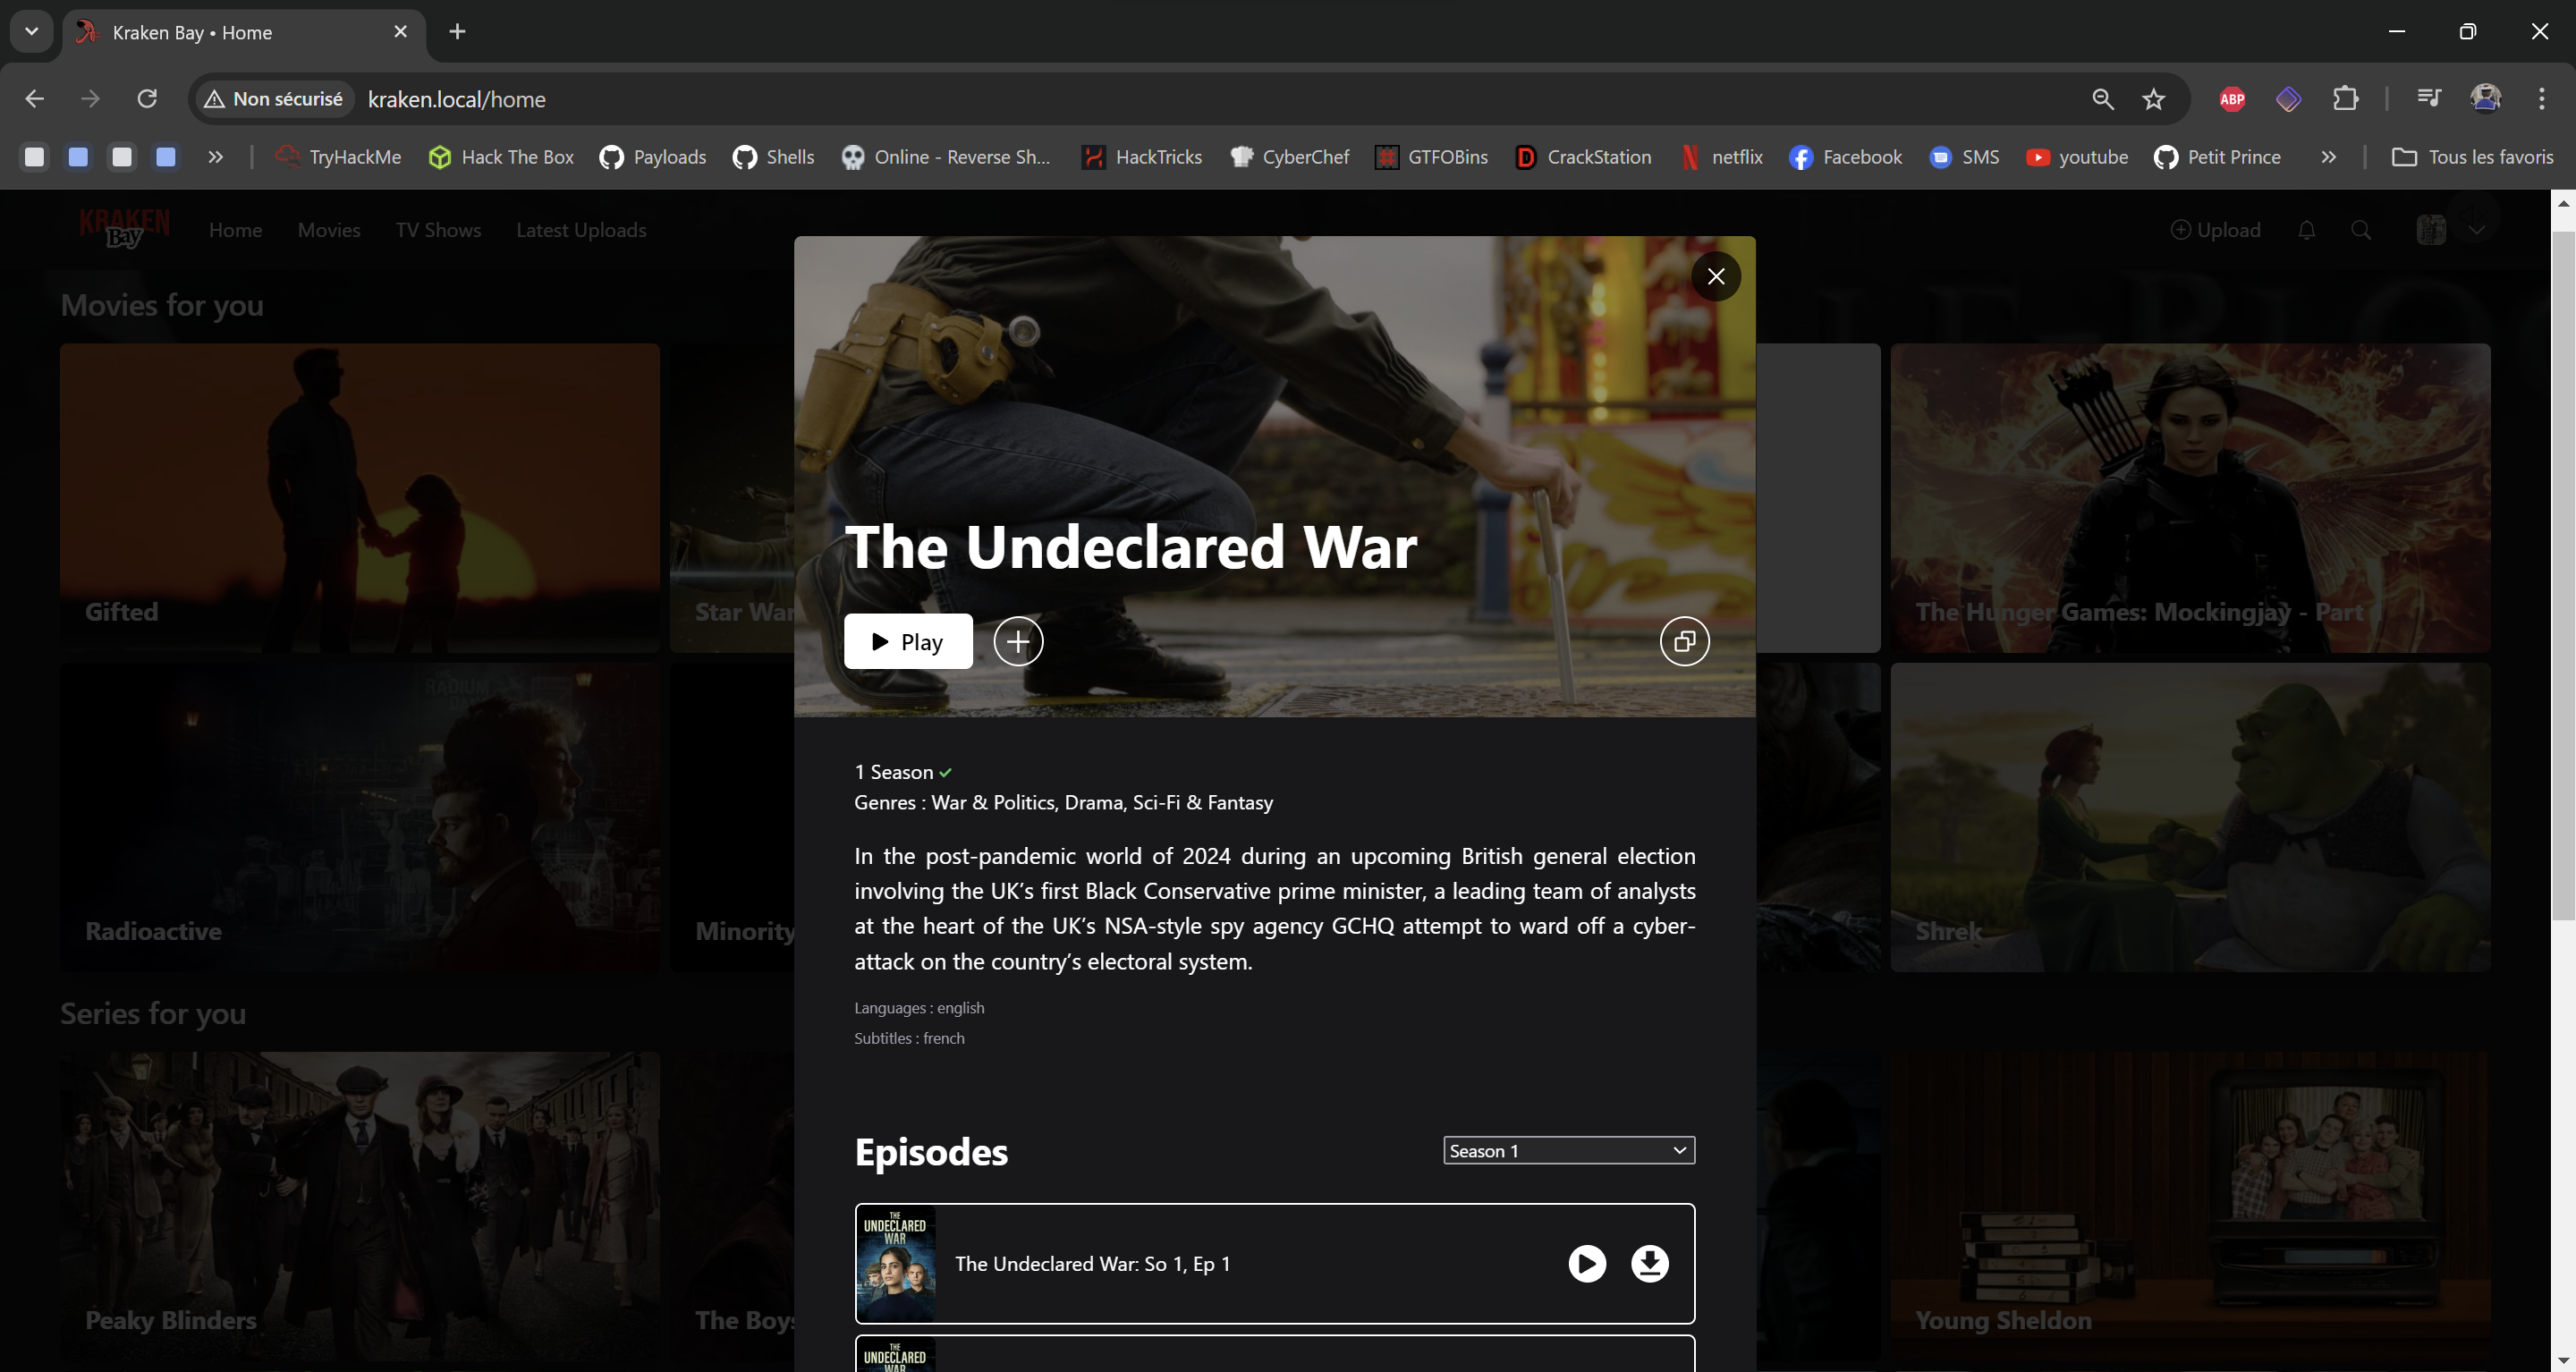 Kraken Bay • Home
Non sécurisé
kraken.local/home
ABP
TryHackMe
Hack The Box
Payloads
Shells
Online - Reverse Sh...
HackTricks
CyberChef
GTFOBins
CrackStation
netflix
Facebook
SMS
youtube
Petit Prince
Tous les favoris
KRAKEN
Bay
Home
Movies
TV Shows
Latest Uploads
Upload
Movies for you
Gifted
Star War
The Hunger Games: Mockingjay - Part
Radioactive
Minority
Shrek
The Undeclared War
Play
1 Season
Genres : War & Politics, Drama, Sci-Fi & Fantasy
In the post-pandemic world of 2024 during an upcoming British general election
involving the UK’s first Black Conservative prime minister, a leading team of analysts
at the heart of the UK’s NSA-style spy agency GCHQ attempt to ward off a cyber-
attack on the country’s electoral system.
Languages : english
Subtitles : french
Series for you
Peaky Blinders
The Boys
Young Sheldon
Episodes
Season 1
THE
UNDECLARED
WAR
The Undeclared War: So 1, Ep 1
THE
UNDECLARED
WAR